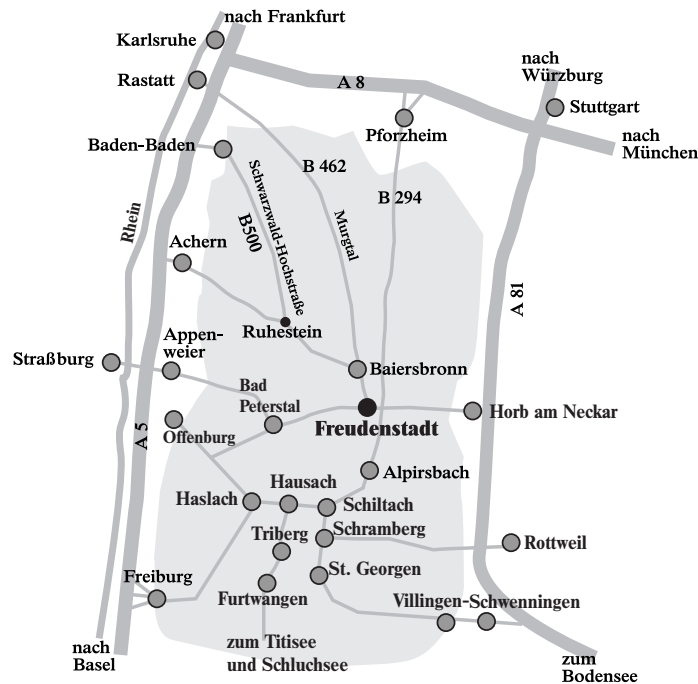 nach Frankfurt
Karlsruhe
nach
Würzburg
Rastatt
A 8
Stuttgart
Pforzheim
nach
München
Baden-Baden
B 462
B 294
Schwarzwald-Hochstraße
B500
Murgtal
Rhein
Achern
A 81
Ruhestein
Appen-
weier
Straßburg
Baiersbronn
Bad
Peterstal
Horb am Neckar
Freudenstadt
A 5
Offenburg
Alpirsbach
Hausach
Haslach
Schiltach
Schramberg
Triberg
Rottweil
St. Georgen
Freiburg
Furtwangen
Villingen-Schwenningen
zum Titisee
und Schluchsee
nach
Basel
zum
Bodensee